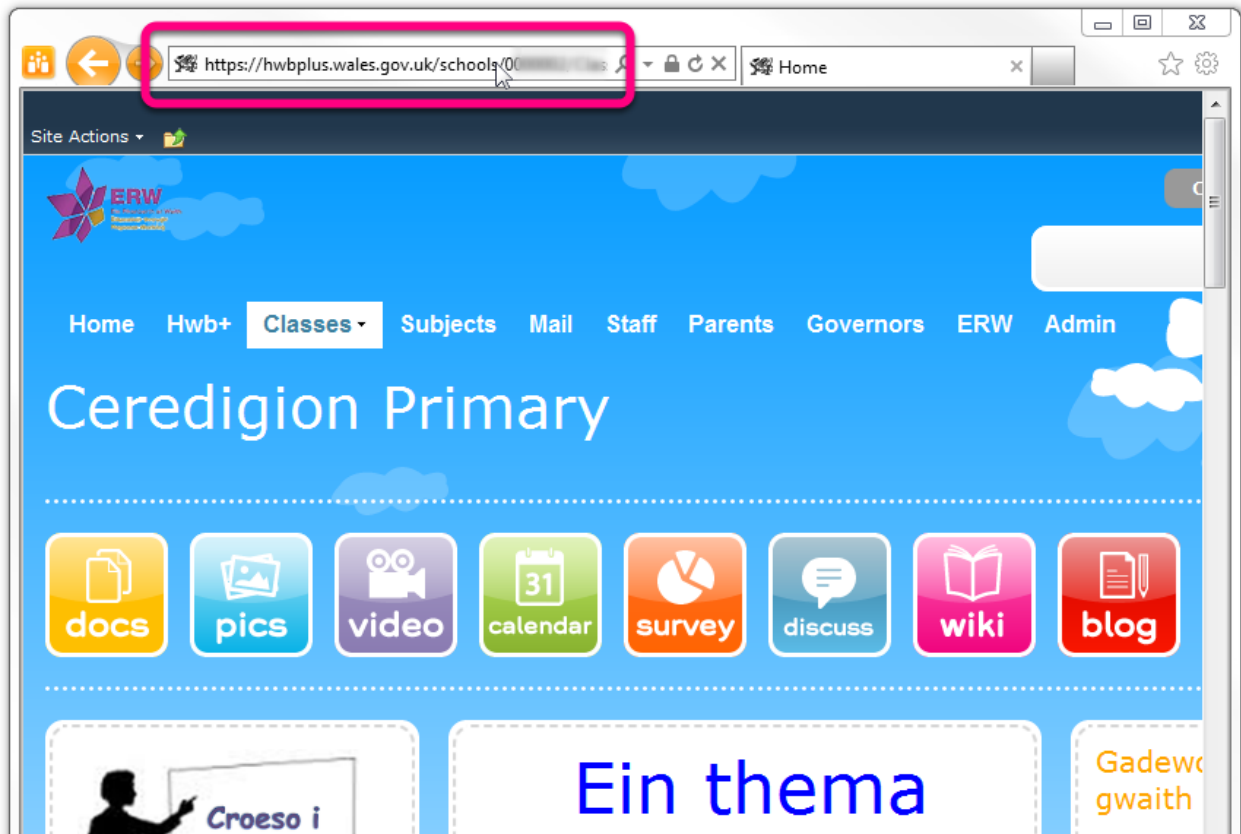 https://hwbplus.wales.gov.uk/schools/00
Home
Site Actions
ERW
Home Hwb+ Classes Subjects Mail Staff Parents Governors ERW Admin
Ceredigion Primary
docs pics video 31 calendar survey discuss wiki blog
Croeso i
Ein thema
Gadewc
gwaith